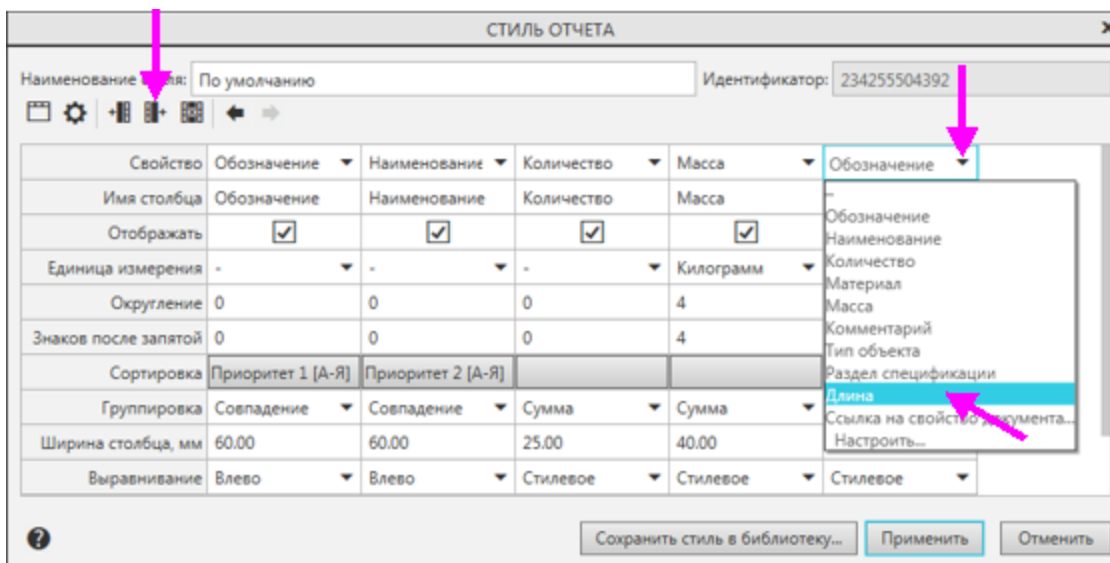 СТИЛЬ ОТЧЕТА
Наименование Идентификатор: 234255504392
По умолчанию
Свойство Обозначение Наименование Количество Масса Обозначение
Имя столбца Обозначение Наименование Количество Масса
Отображать
Единица измерения - - - Килограмм
Округление 0 0 0 4
Знаков после запятой 0 0 0 4
Сортировка Приоритет 1 [А-Я] Приоритет 2 [А-Я]
Группировка Совпадение Совпадение Сумма Сумма
Ширина столбца, мм 60.00 60.00 25.00 40.00
Выравнивание Влево Влево Стилевое Стилевое Стилевое
–
Обозначение
Наименование
Количество
Материал
Масса
Комментарий
Тип объекта
Раздел спецификации
Длина
Ссылка на свойство документа...
Настроить...
Сохранить стиль в библиотеку... Применить Отменить